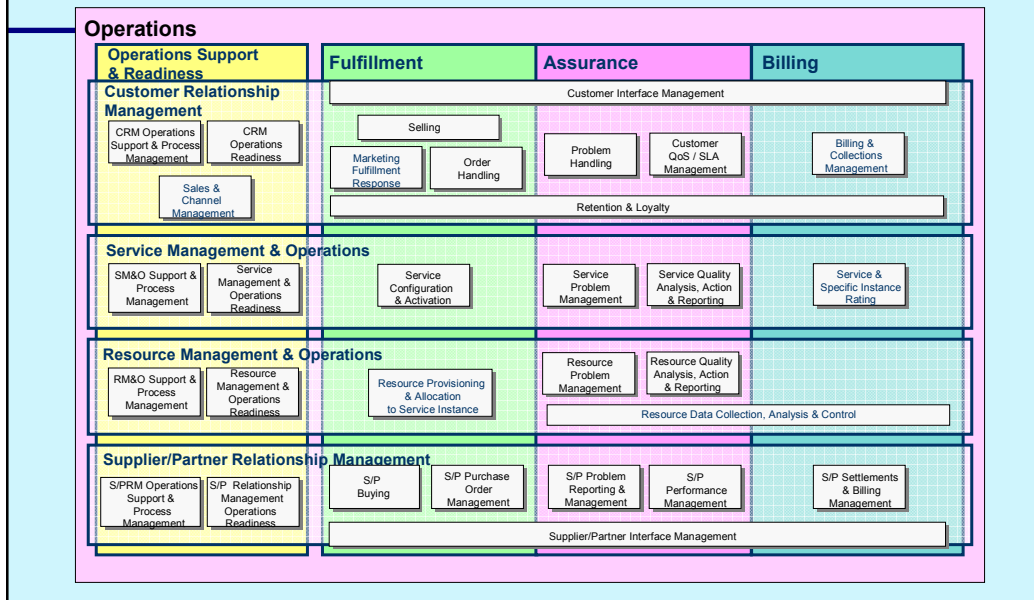 Operations
Operations Support
& Readiness
Fulfillment
Assurance
Billing
Customer Relationship
Management
Customer Interface Management
CRM Operations
Support & Process
Management
CRM
Operations
Readiness
Sales &
Channel
Management
Selling
Marketing
Fulfillment
Response
Order
Handling
Problem
Handling
Customer
QoS / SLA
Management
Billing &
Collections
Management
Retention & Loyalty
Service Management & Operations
SM&O Support &
Process
Management
Service
Management &
Operations
Readiness
Service
Configuration
& Activation
Service
Problem
Management
Service Quality
Analysis, Action
& Reporting
Service &
Specific Instance
Rating
Resource Management & Operations
RM&O Support &
Process
Management
Resource
Management &
Operations
Readiness
Resource Provisioning
& Allocation
to Service Instance
Resource
Problem
Management
Resource Quality
Analysis, Action
& Reporting
Resource Data Collection, Analysis & Control
Supplier/Partner Relationship Management
S/PRM Operations
Support &
Process
Management
S/P Relationship
Management
Operations
Readiness
S/P
Buying
S/P Purchase
Order
Management
S/P Problem
Reporting &
Management
S/P
Performance
Management
S/P Settlements
& Billing
Management
Supplier/Partner Interface Management